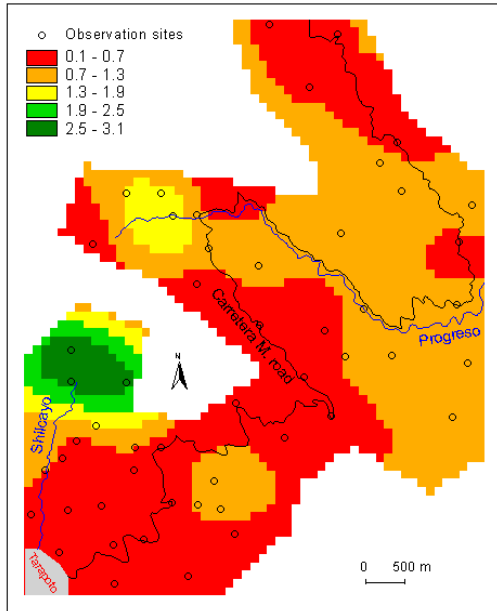 Observation sites
0.1 - 0.7
0.7 - 1.3
1.3 - 1.9
1.9 - 2.5
2.5 - 3.1
Carretera M. road
Progreso
N
Shilcayo
Tarapoto
0 500 m